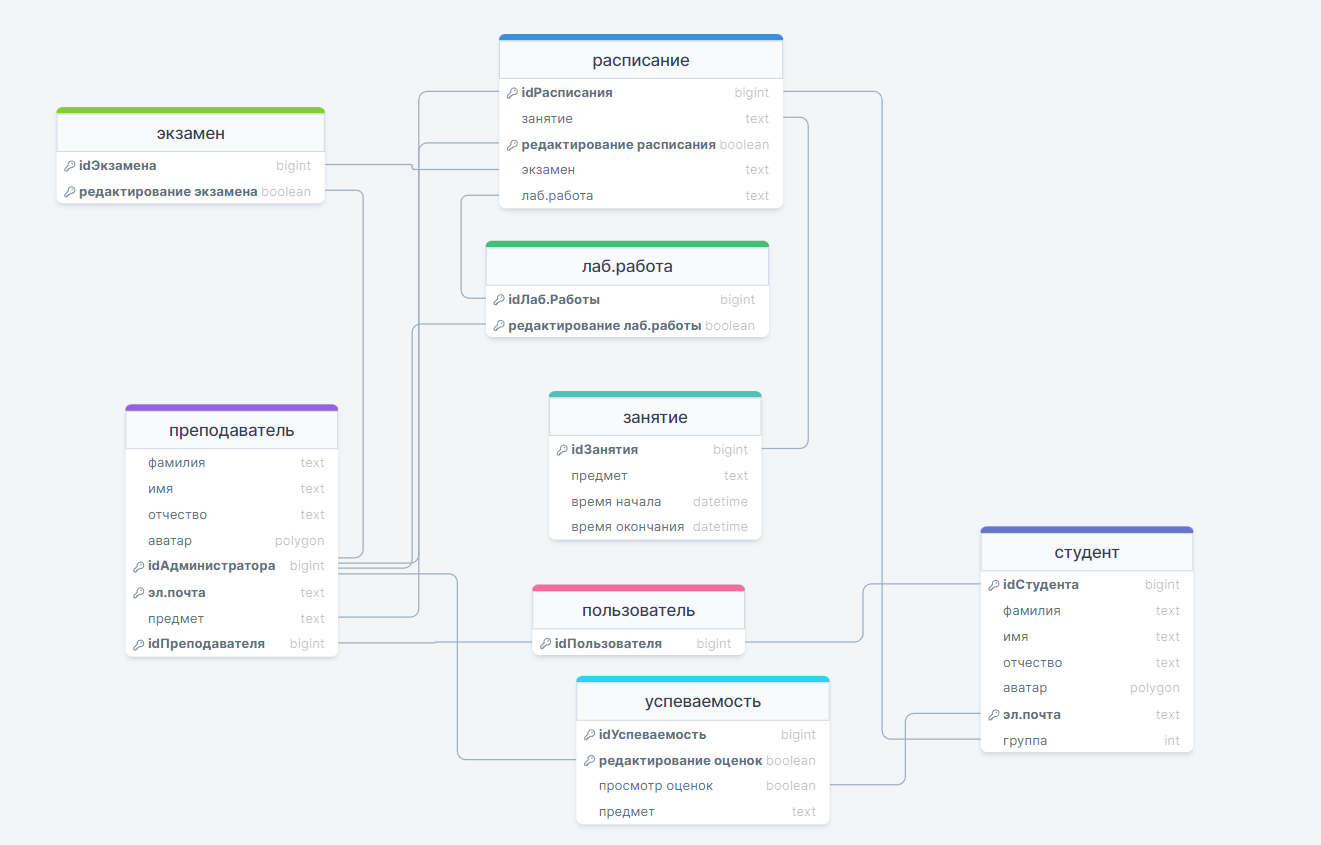 расписание
idРасписания bigint
занятие text
редактирование расписания boolean
экзамен text
лаб.работа text
экзамен
idЭкзамена bigint
редактирование экзамена boolean
лаб.работа
idЛаб.Работы bigint
редактирование лаб.работы boolean
преподаватель
фамилия text
имя text
отчество text
аватар polygon
idАдминистратора bigint
эл.почта text
предмет text
idПреподавателя bigint
занятие
idЗанятия bigint
предмет text
время начала datetime
время окончания datetime
пользователь
idПользователя bigint
студент
idСтудента bigint
фамилия text
имя text
отчество text
аватар polygon
эл.почта text
группа int
успеваемость
idУспеваемость bigint
редактирование оценок boolean
просмотр оценок boolean
предмет text